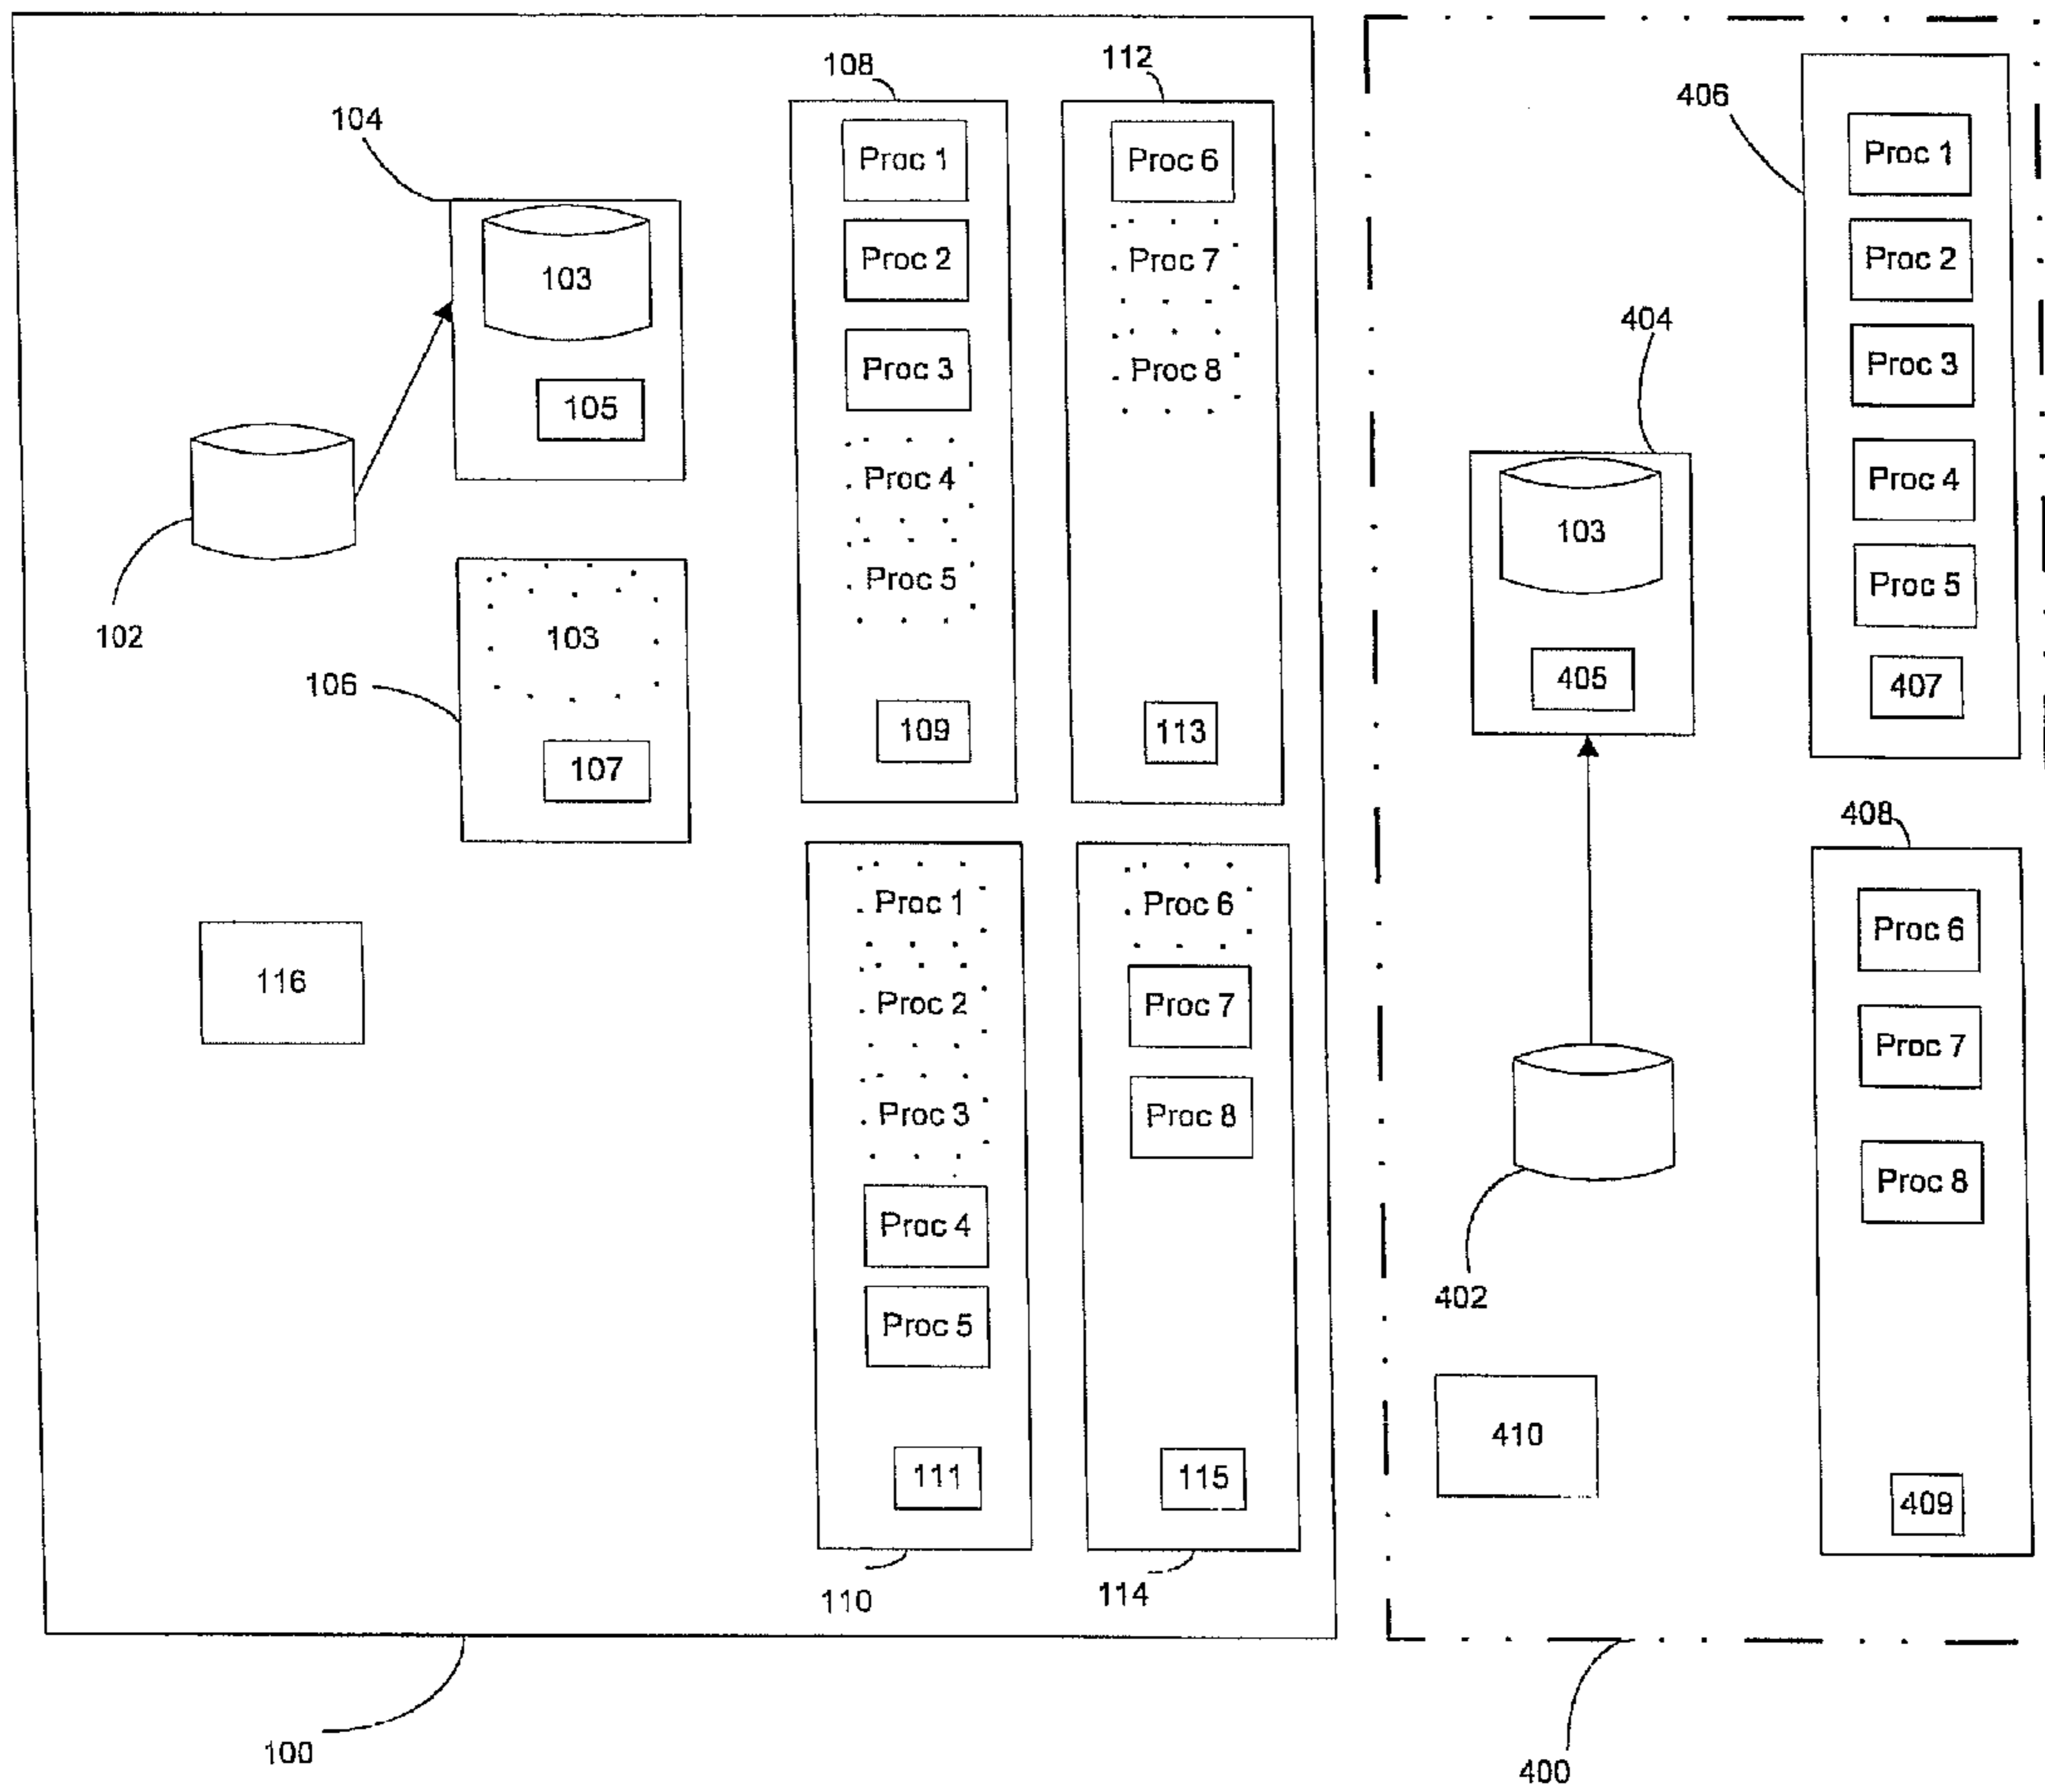 108
112
104
406
Proc 1
Proc 6
Proc 1
Proc 2
Proc 7
Proc 2
103
404
Proc 3
Proc 8
Proc 3
105
Proc 4
Proc 4
103
Proc 5
Proc 5
102
103
106
405
407
109
113
107
408
Proc 1
Proc 6
Proc 6
116
Proc 2
Proc 7
Proc 7
Proc 3
Proc 8
Proc 8
Proc 4
402
Proc 5
410
111
115
409
110
114
100
400